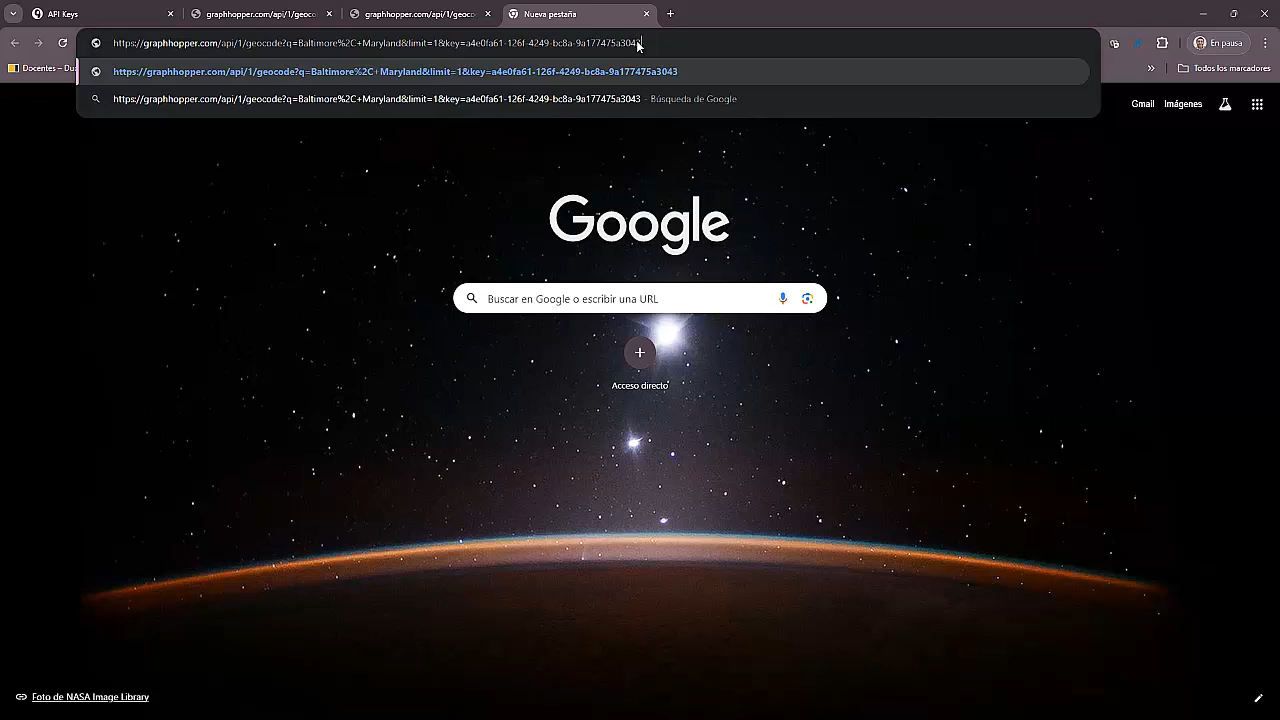 API Keys
graphhopper.com/api/1/geoco
graphhopper.com/api/1/geoco
Nueva pestaña
https://graphhopper.com/api/1/geocode?q=Baltimore%2C+Maryland&limit=1&key=a4e0fa61-126f-4249-bc8a-9a177475a3043
En pausa
Docentes – Du
https://graphhopper.com/api/1/geocode?q=Baltimore%2C+Maryland&limit=1&key=a4e0fa61-126f-4249-bc8a-9a177475a3043
Todos los marcadores
https://graphhopper.com/api/1/geocode?q=Baltimore%2C+Maryland&limit=1&key=a4e0fa61-126f-4249-bc8a-9a177475a3043 - Búsqueda de Google
Gmail Imágenes
Google
Buscar en Google o escribir una URL
Acceso directo
Foto de NASA Image Library